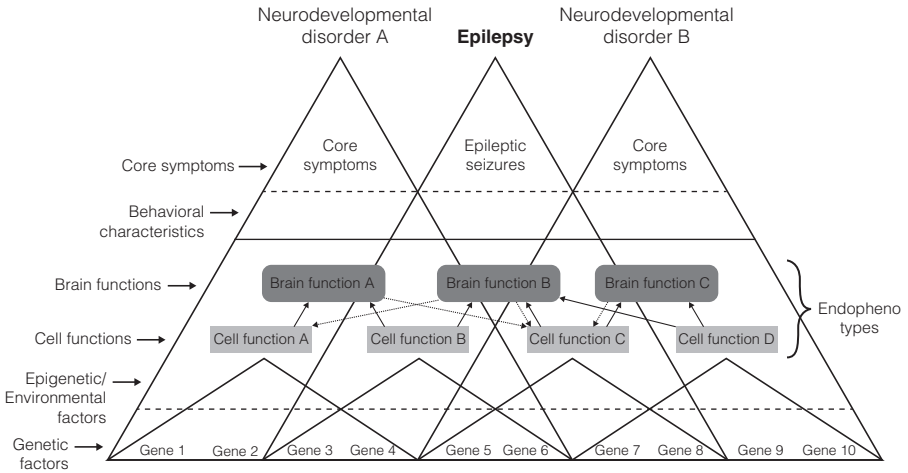 Neurodevelopmental
disorder A
Epilepsy
Neurodevelopmental
disorder B
Core symptoms
Core
symptoms
Epileptic
seizures
Core
symptoms
Behavioral
characteristics
Brain functions
Brain function A
Brain function B
Brain function C
Cell functions
Cell function A
Cell function B
Cell function C
Cell function D
Endopheno
types
Epigenetic/
Environmental
factors
Genetic
factors
Gene 1
Gene 2
Gene 3
Gene 4
Gene 5
Gene 6
Gene 7
Gene 8
Gene 9
Gene 10